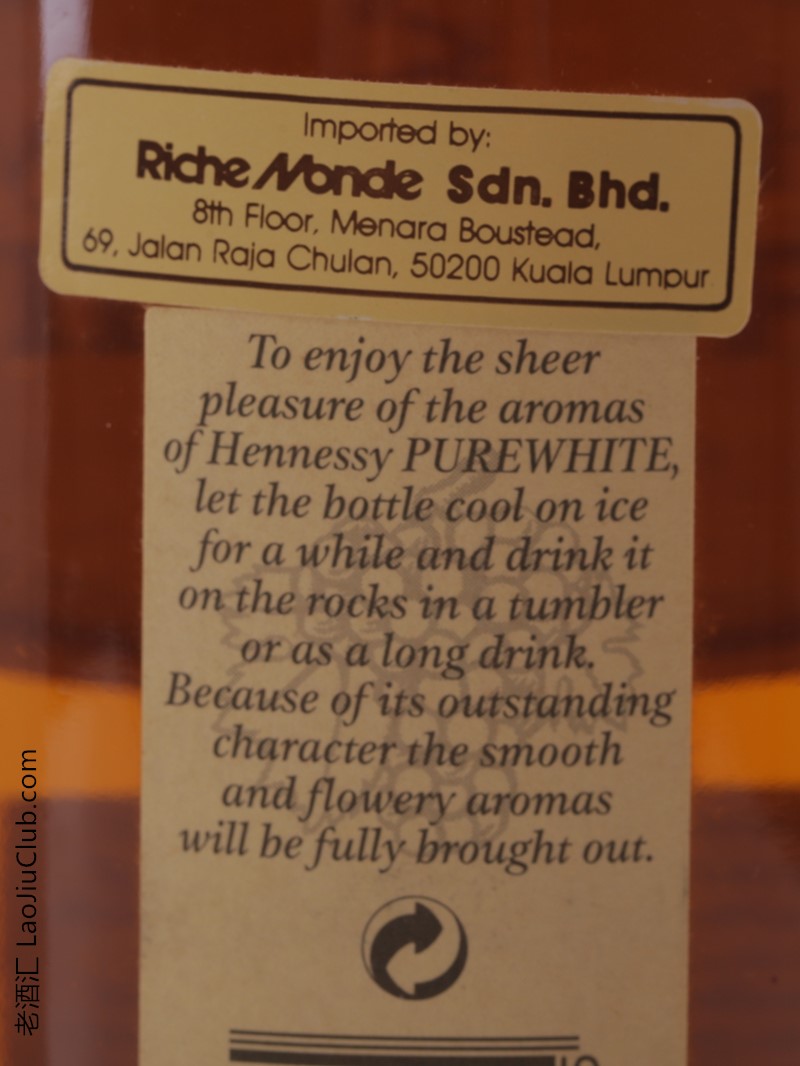 Imported by:
Riche Monde Sdn. Bhd.
8th Floor, Menara Boustead,
69, Jalan Raja Chulan, 50200 Kuala Lumpur
To enjoy the sheer
pleasure of the aromas
of Hennessy PUREWHITE,
let the bottle cool on ice
for a while and drink it
on the rocks in a tumbler
or as a long drink.
Because of its outstanding
character the smooth
and flowery aromas
will be fully brought out.
老酒汇 LaoJiuClub.com